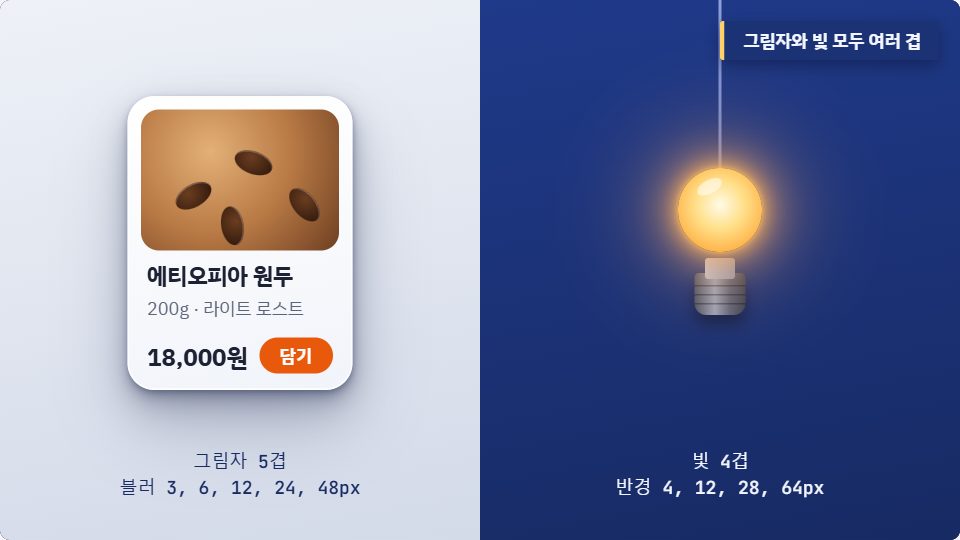 그림자와 빛 모두 여러 겹
에티오피아 원두
200g · 라이트 로스트
18,000원 담기
그림자 5겹
블러 3, 6, 12, 24, 48px
빛 4겹
반경 4, 12, 28, 64px